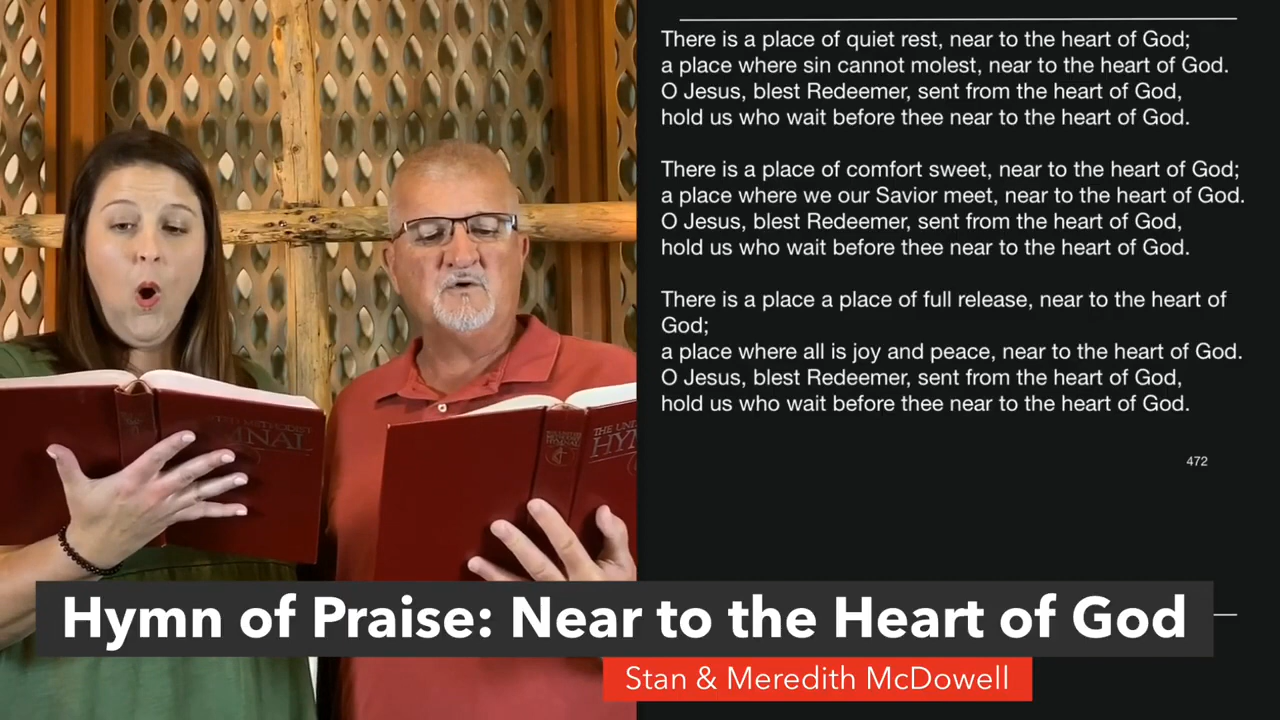 There is a place of quiet rest, near to the heart of God;
a place where sin cannot molest, near to the heart of God.
O Jesus, blest Redeemer, sent from the heart of God,
hold us who wait before thee near to the heart of God.
There is a place of comfort sweet, near to the heart of God;
a place where we our Savior meet, near to the heart of God.
O Jesus, blest Redeemer, sent from the heart of God,
hold us who wait before thee near to the heart of God.
There is a place a place of full release, near to the heart of
God;
a place where all is joy and peace, near to the heart of God.
O Jesus, blest Redeemer, sent from the heart of God,
hold us who wait before thee near to the heart of God.
472
Hymn of Praise: Near to the Heart of God
Stan & Meredith McDowell